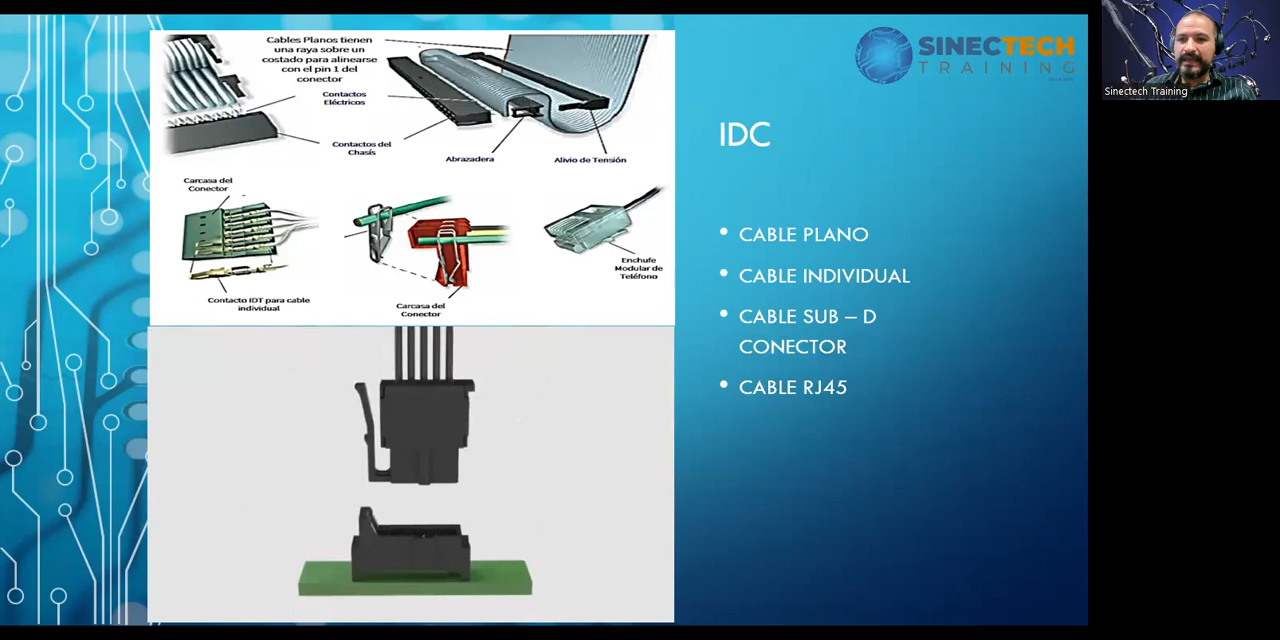 Cables Planos tienen
una raya sobre un
costado para alinearse
con el pin 1 del
conector
Contactos
Eléctricos
Contactos del
Chasís
Abrazadera
Alivio de Tensión
Carcasa del
Conector
Contacto IDT para cable
individual
Carcasa del
Conector
Enchufe
Modular de
Teléfono
SINECTECH
TRAINING
IDC
• CABLE PLANO
• CABLE INDIVIDUAL
• CABLE SUB – D
CONECTOR
• CABLE RJ45
Sinectech Training